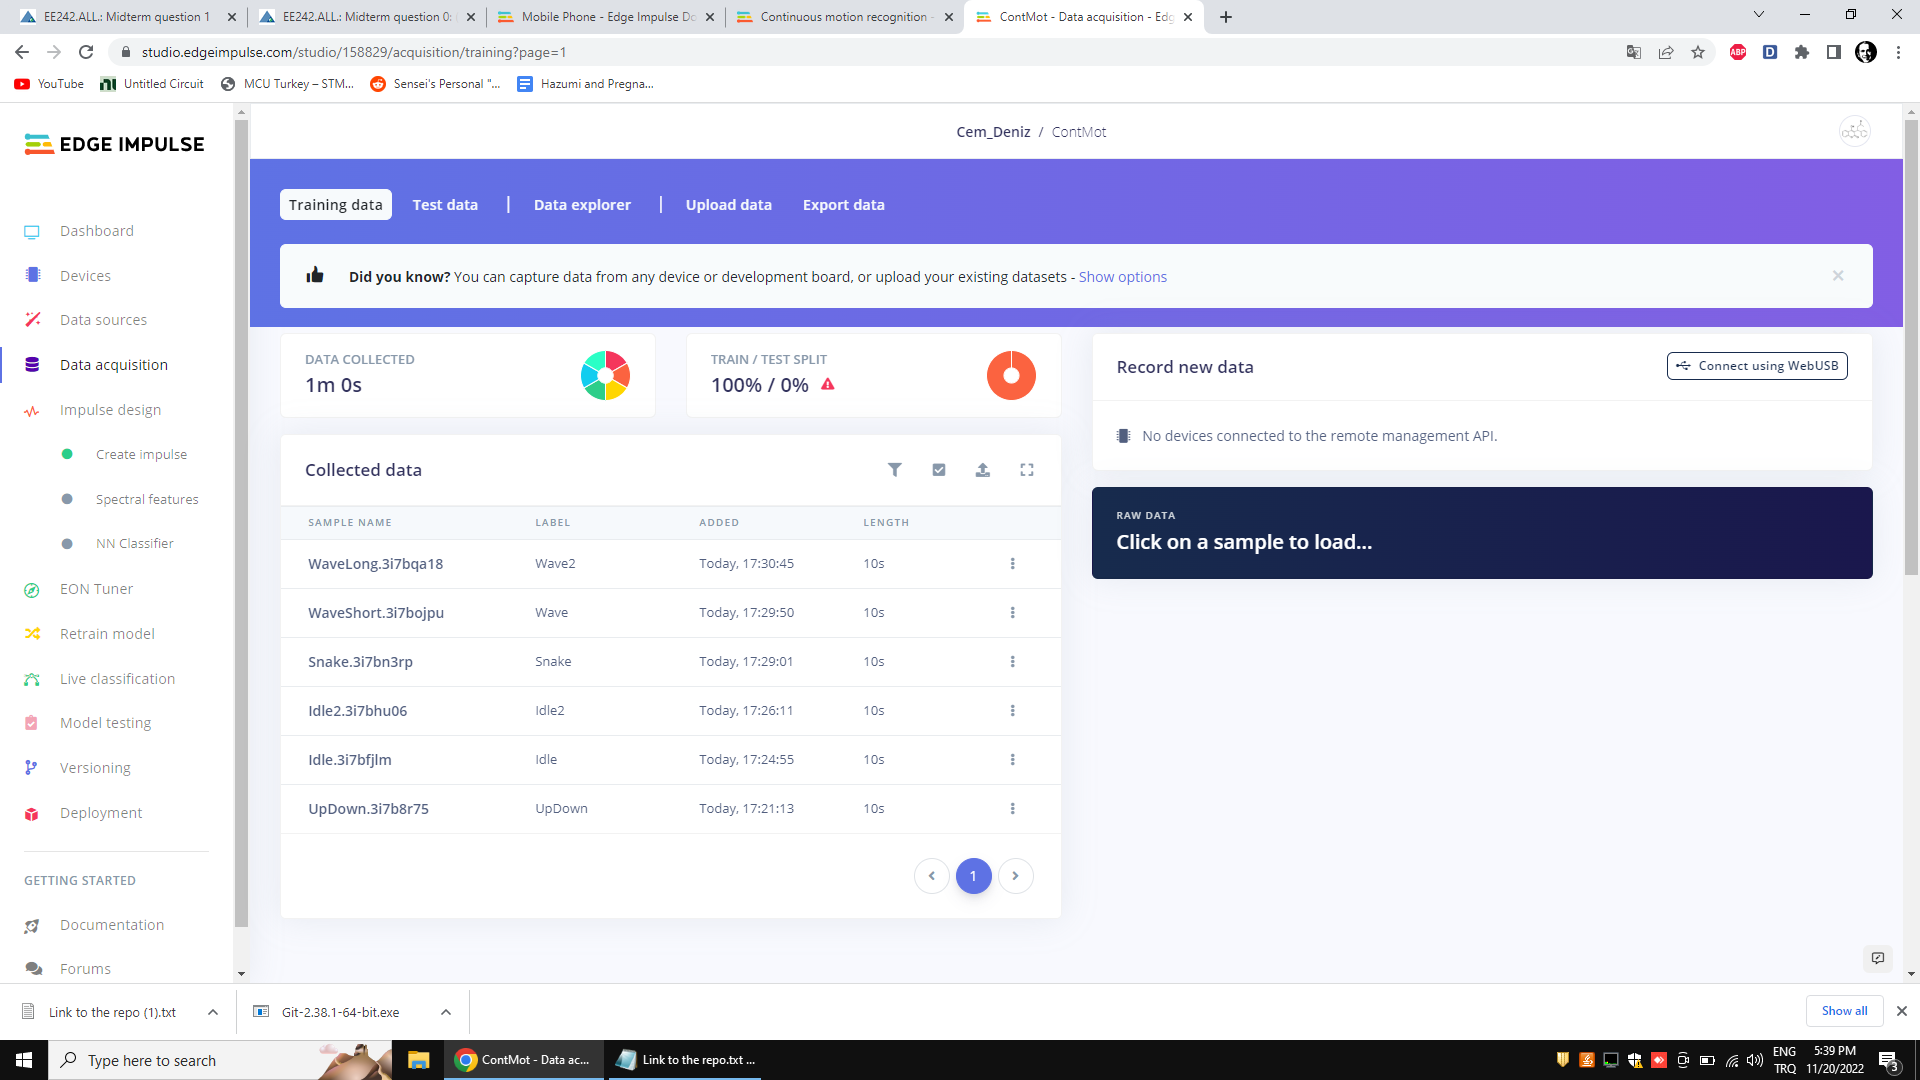 EE242.ALL.: Midterm question 1
EE242.ALL.: Midterm question 0:
Mobile Phone - Edge Impulse Do
Continuous motion recognition -
ContMot - Data acquisition - Edg
studio.edgeimpulse.com/studio/158829/acquisition/training?page=1
ABP
D
YouTube
Untitled Circuit
MCU Turkey – STM...
Sensei's Personal "...
Hazumi and Pregna...
EDGE IMPULSE
Cem_Deniz / ContMot
Dashboard
Devices
Data sources
Data acquisition
Impulse design
Create impulse
Spectral features
NN Classifier
EON Tuner
Retrain model
Live classification
Model testing
Versioning
Deployment
GETTING STARTED
Documentation
Forums
Training data
Test data
Data explorer
Upload data
Export data
Did you know? You can capture data from any device or development board, or upload your existing datasets - Show options
DATA COLLECTED
1m 0s
TRAIN / TEST SPLIT
100% / 0%
Record new data
Connect using WebUSB
No devices connected to the remote management API.
RAW DATA
Click on a sample to load...
Collected data
SAMPLE NAME LABEL ADDED LENGTH
WaveLong.3i7bqa18 Wave2 Today, 17:30:45 10s
WaveShort.3i7bojpu Wave Today, 17:29:50 10s
Snake.3i7bn3rp Snake Today, 17:29:01 10s
Idle2.3i7bhu06 Idle2 Today, 17:26:11 10s
Idle.3i7bfjlm Idle Today, 17:24:55 10s
UpDown.3i7b8r75 UpDown Today, 17:21:13 10s
1
Link to the repo (1).txt
Git-2.38.1-64-bit.exe
Show all
Type here to search
ContMot - Data ac...
Link to the repo.txt ...
ENG
TRQ
5:39 PM
11/20/2022
3